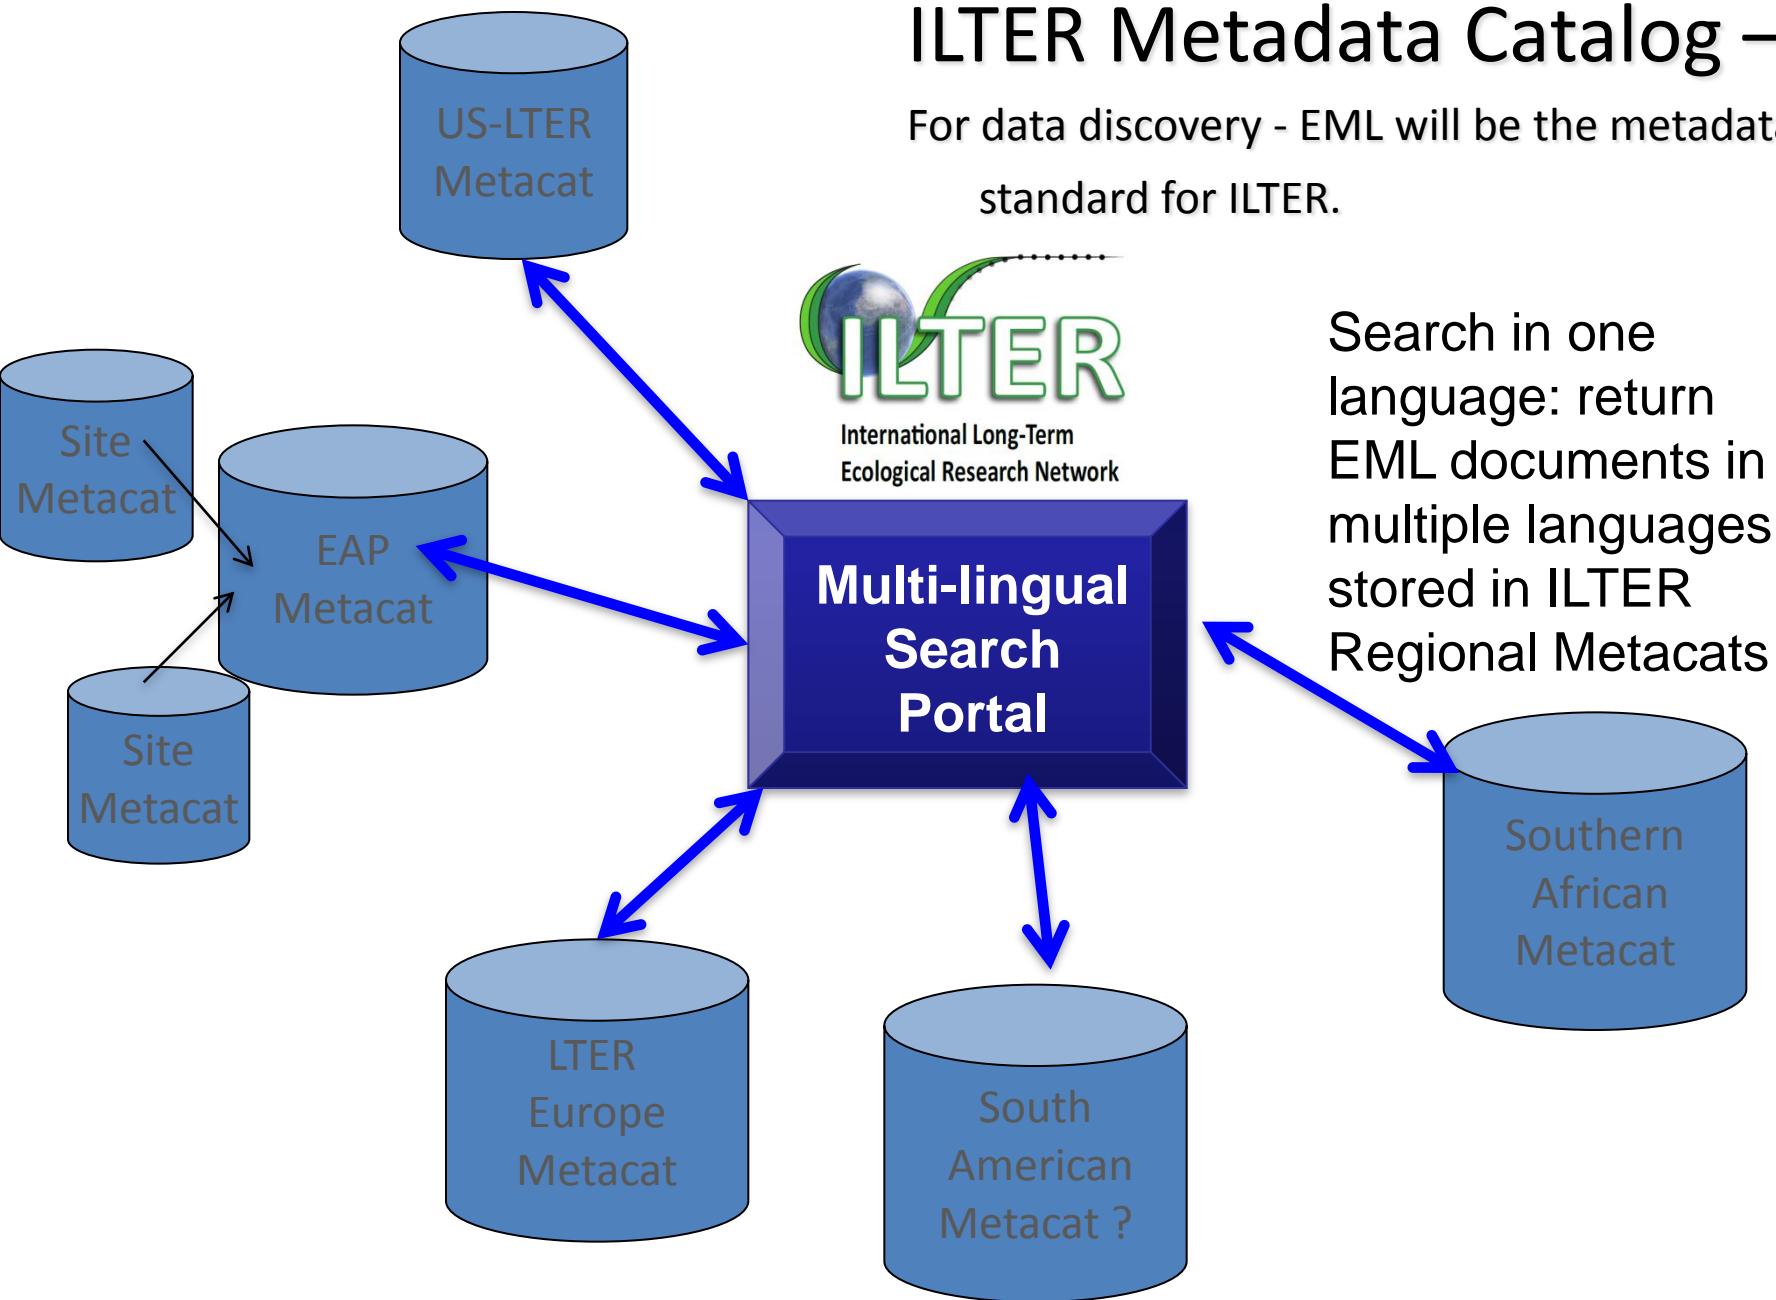 ILTER Metadata Catalog –
For data discovery - EML will be the metadata
standard for ILTER.
US-LTER
Metacat
ILTER
International Long-Term
Ecological Research Network
Search in one
language: return
EML documents in
multiple languages
stored in ILTER
Regional Metacats
Site
Metacat
EAP
Metacat
Site
Metacat
Multi-lingual
Search
Portal
Southern
African
Metacat
LTER
Europe
Metacat
South
American
Metacat ?